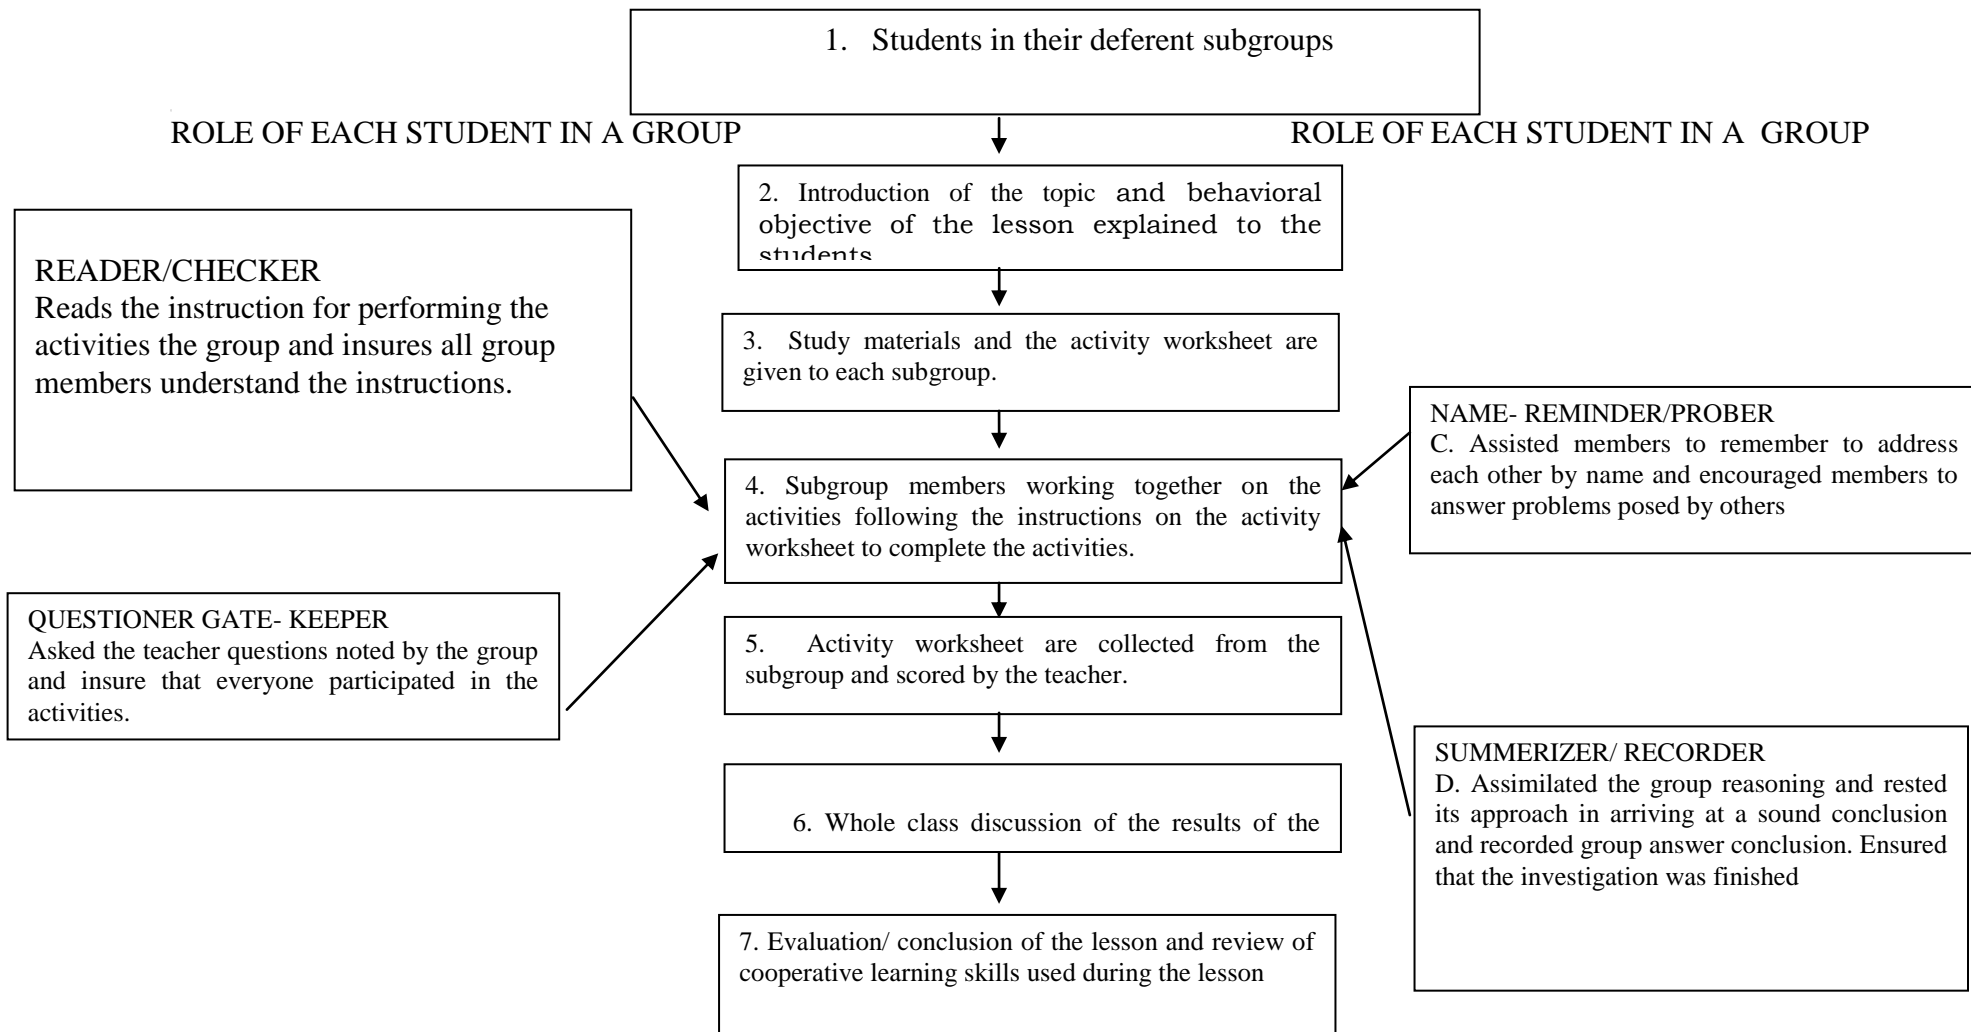 1. Students in their deferent subgroups
ROLE OF EACH STUDENT IN A GROUP
ROLE OF EACH STUDENT IN A GROUP
2. Introduction of the topic and behavioral
objective of the lesson explained to the
students
READER/CHECKER
Reads the instruction for performing the
activities the group and insures all group
members understand the instructions.
3. Study materials and the activity worksheet are
given to each subgroup.
NAME- REMINDER/PROBER
C. Assisted members to remember to address
each other by name and encouraged members to
answer problems posed by others
4. Subgroup members working together on the
activities following the instructions on the activity
worksheet to complete the activities.
QUESTIONER GATE- KEEPER
Asked the teacher questions noted by the group
and insure that everyone participated in the
activities.
5. Activity worksheet are collected from the
subgroup and scored by the teacher.
SUMMERIZER/ RECORDER
D. Assimilated the group reasoning and rested
its approach in arriving at a sound conclusion
and recorded group answer conclusion. Ensured
that the investigation was finished
6. Whole class discussion of the results of the
7. Evaluation/ conclusion of the lesson and review of
cooperative learning skills used during the lesson